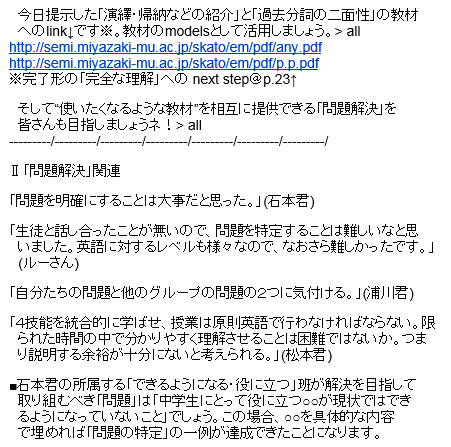 今日提示した「演繹・帰納などの紹介」と「過去分詞の二面性」の教材
へのlink↓です※。教材のmodelsとして活用しましょう。> all
http://semi.miyazaki-mu.ac.jp/skato/em/pdf/any.pdf
http://semi.miyazaki-mu.ac.jp/skato/em/pdf/p.p.pdf
※完了形の「完全な理解」への next step＠p.23↑
そして“使いたくなるような教材”を相互に提供できる「問題解決」を
皆さんも目指しましょうネ！> all
---------/---------/---------/---------/---------/---------/---------/
Ⅱ「問題解決」関連
「問題を明確にすることは大事だと思った。」(石本君)
「生徒と話し合ったことが無いので、問題を特定することは難しいなと思
いました。英語に対するレベルも様々なので、なおさら難しかったです。」
(ルーさん)
「自分たちの問題と他のグループの問題の２つに気付ける。」(浦川君)
「４技能を統合的に学ばせ、授業は原則英語で行わなければならない。限
られた時間の中で分かりやすく理解させることは困難ではないか。つま
り説明する余裕が十分にないと考えられる。」(松本君)
■石本君の所属する「できるようになる・役に立つ」班が解決を目指して
取り組むべき「問題」は「中学生にとって役に立つ○○が現状ではでき
るようになっていないこと」でしょう。この場合、○○を具体的な内容
で埋めれば「問題の特定」の一例が達成できたことになります。